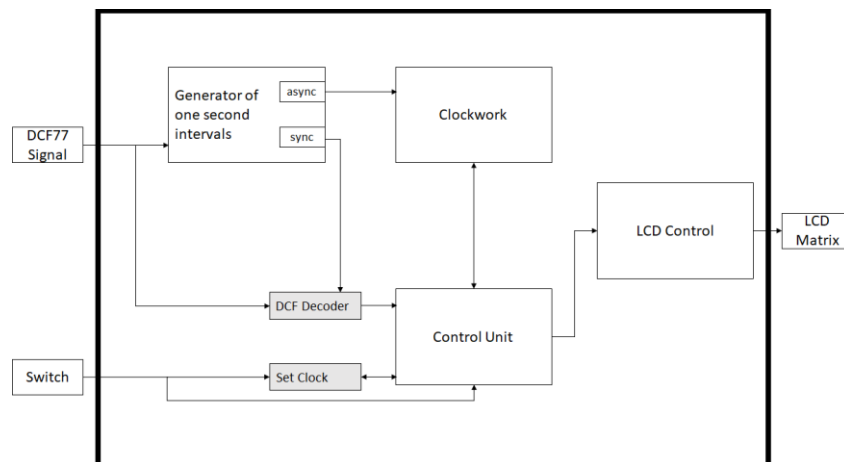 Generator of
one second
intervals
async
sync
Clockwork
DCF77
Signal
LCD Control
LCD
Matrix
DCF Decoder
Control Unit
Switch
Set Clock